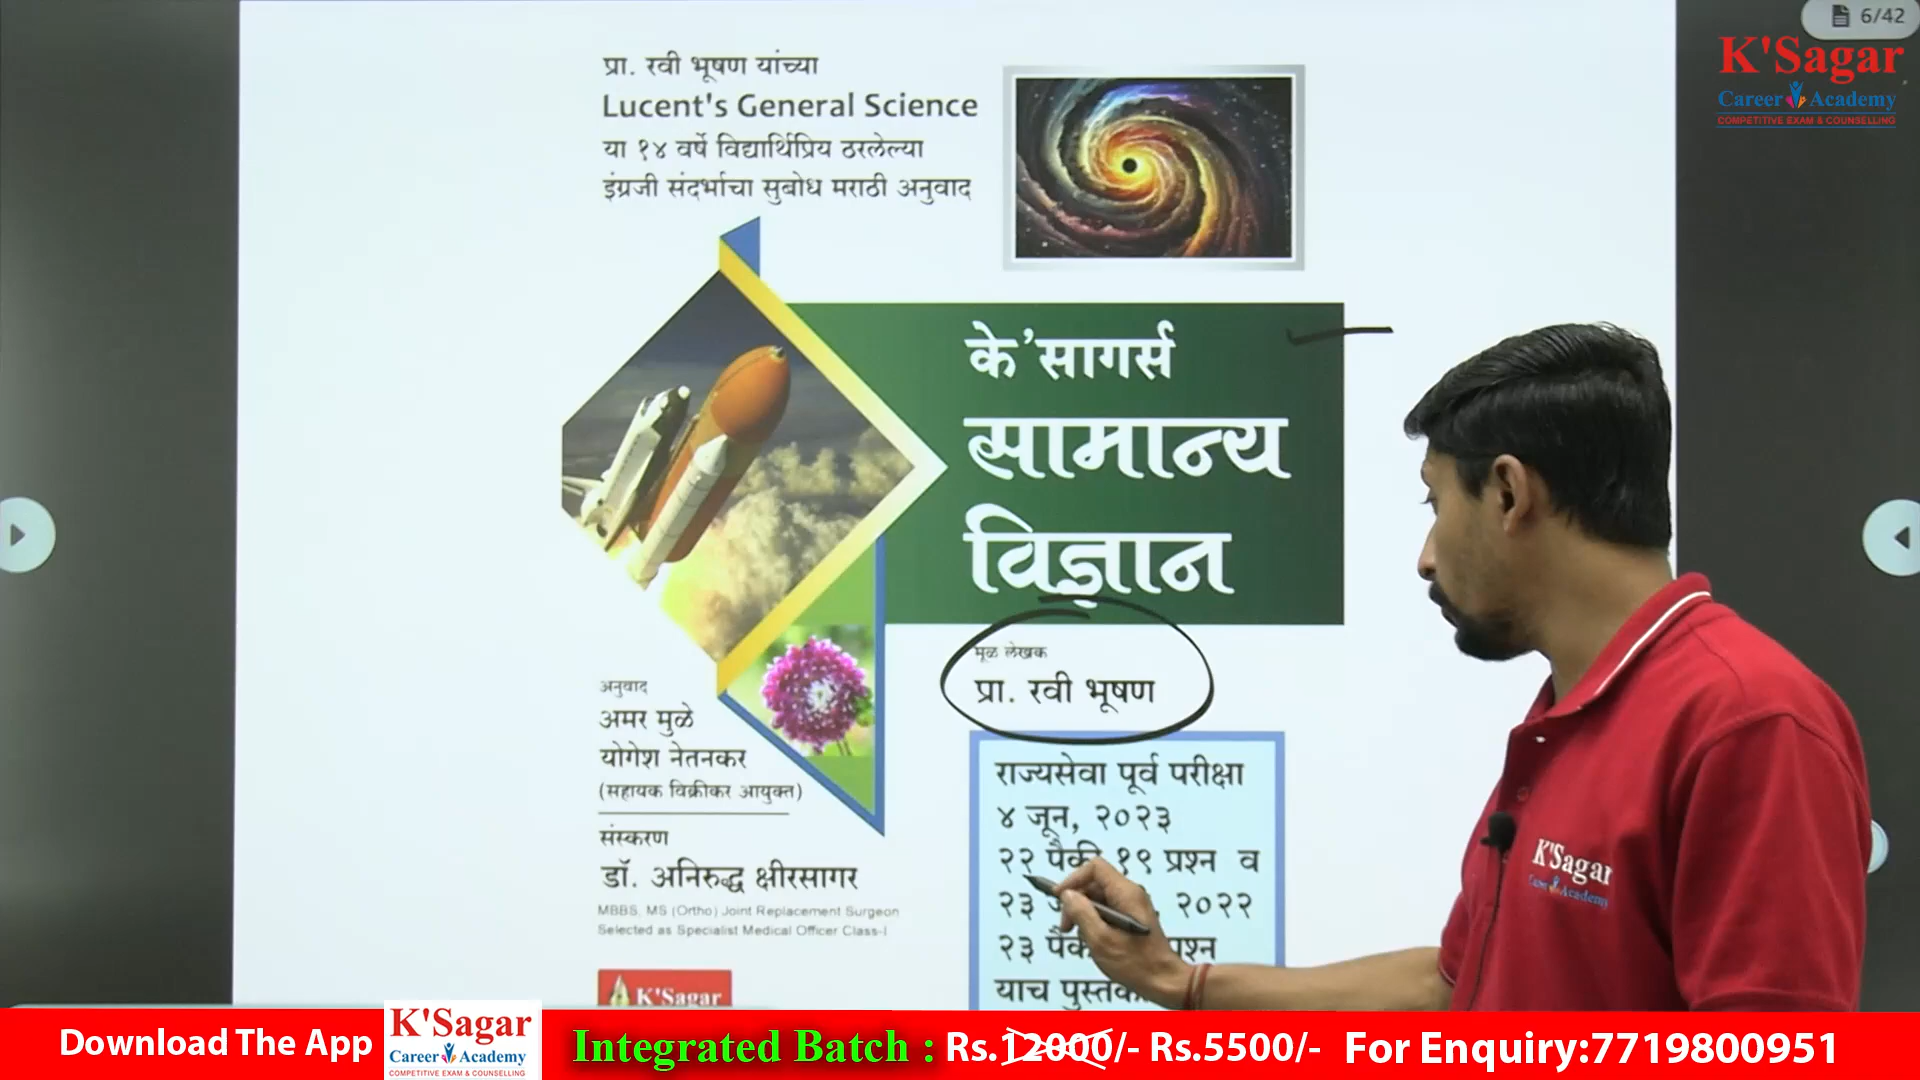 6/42
K'Sagar
Career Academy
COMPETITIVE EXAM & COUNSELLING
प्रा. रवी भूषण यांच्या
Lucent's General Science
या १४ वर्षे विद्यार्थिप्रिय ठरलेल्या
इंग्रजी संदर्भाचा सुबोध मराठी अनुवाद
के'सागर्स
सामान्य
विज्ञान
मूळ लेखक
प्रा. रवी भूषण
अनुवाद
अमर मुळे
योगेश नेतनकर
(सहायक विक्रीकर आयुक्त)
संस्करण
डॉ. अनिरुद्ध क्षीरसागर
MBBS, MS (Ortho) Joint Replacement Surgeon
Selected as Specialist Medical Officer Class-I
K'Sagar
राज्यसेवा पूर्व परीक्षा
४ जून, २०२३
२२ पैकी १९ प्रश्न व
२३ २०२२
२३ प्रश्न
याच
K'Sagar
Career Academy
Download The App
K'Sagar
Career Academy
COMPETITIVE EXAM & COUNSELLING
Integrated Batch : Rs.12000/- Rs.5500/- For Enquiry:7719800951